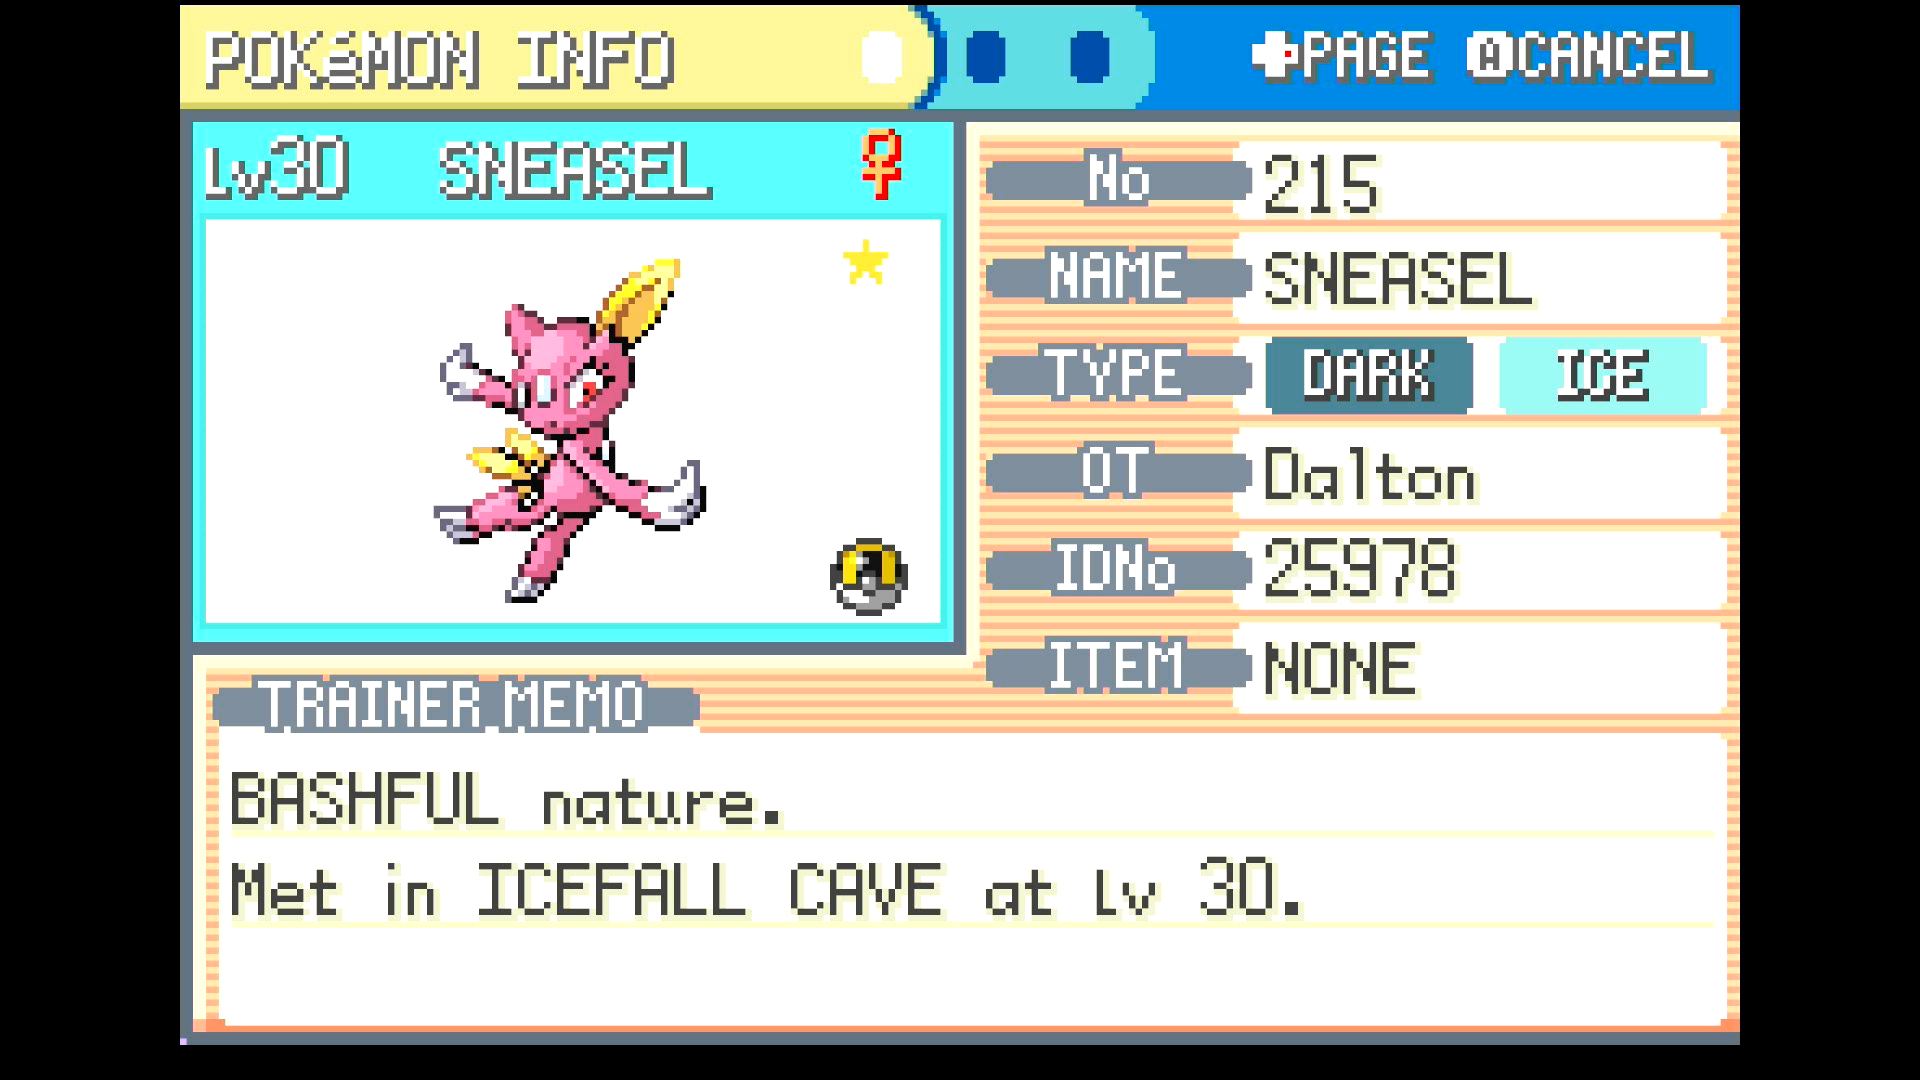 POKéMON INFO PAGE A CANCEL
Lv30 SNEASEL ♀
No 215
NAME SNEASEL
TYPE DARK ICE
OT Dalton
IDNo 25978
ITEM NONE
TRAINER MEMO
BASHFUL nature.
Met in ICEFALL CAVE at Lv 30.